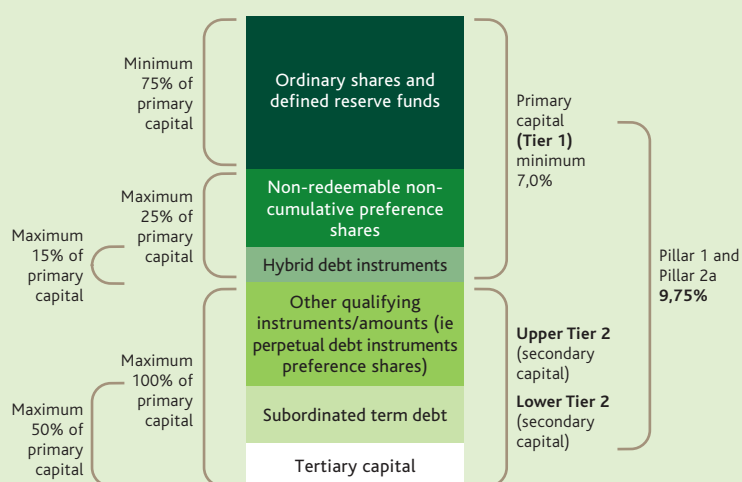 Minimum
75% of
primary
capital
Ordinary shares and
defined reserve funds
Primary
capital
(Tier 1)
minimum
7,0%
Maximum
25% of
primary
capital
Non-redeemable non-
cumulative preference
shares
Maximum
15% of
primary
capital
Hybrid debt instruments
Pillar 1 and
Pillar 2a
9,75%
Other qualifying
instruments/amounts (ie
perpetual debt instruments
preference shares)
Upper Tier 2
(secondary
capital)
Maximum
100% of
primary
capital
Maximum
50% of
primary
capital
Subordinated term debt
Lower Tier 2
(secondary
capital)
Tertiary capital